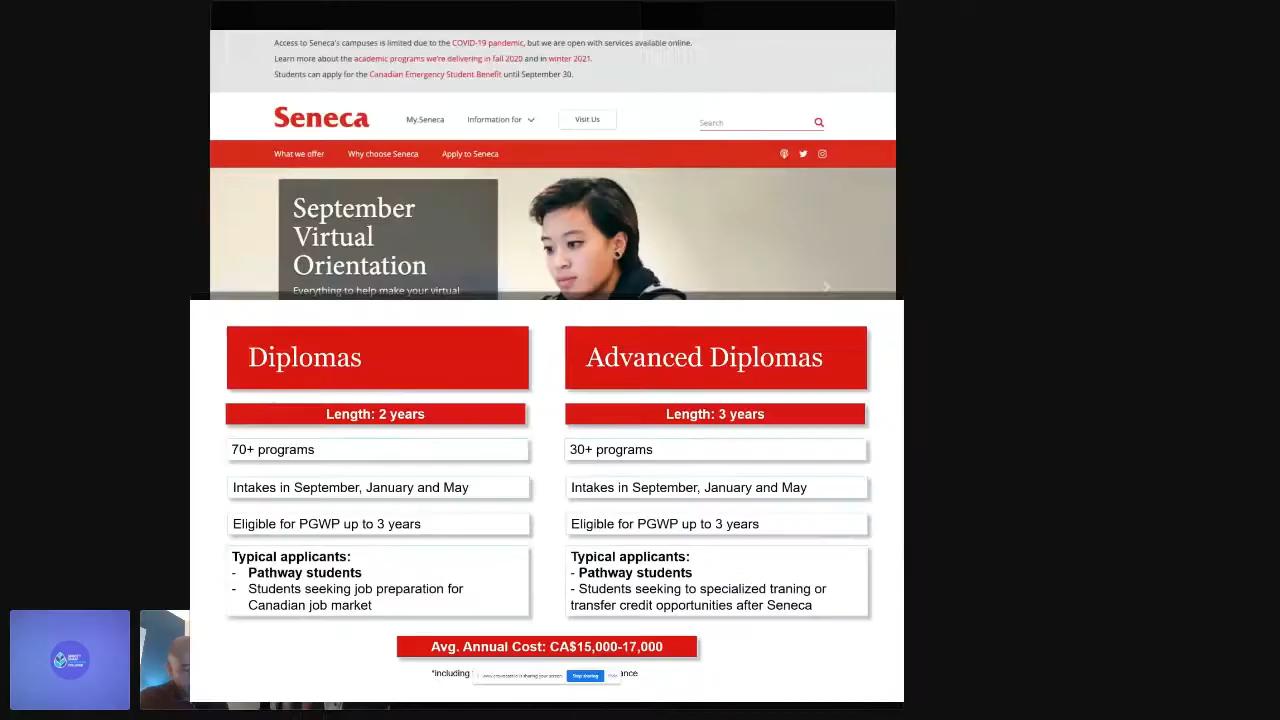 Access to Seneca's campuses is limited due to the COVID-19 pandemic, but we are open with services available online.
Learn more about the academic programs we're delivering in fall 2020 and in winter 2021.
Students can apply for the Canadian Emergency Student Benefit until September 30.
Seneca
My.Seneca
Information for
Visit Us
Search
What we offer
Why choose Seneca
Apply to Seneca
September
Virtual
Orientation
Everything to help make your virtual
Diplomas
Length: 2 years
70+ programs
Intakes in September, January and May
Eligible for PGWP up to 3 years
Typical applicants:
- Pathway students
- Students seeking job preparation for
Canadian job market
Advanced Diplomas
Length: 3 years
30+ programs
Intakes in September, January and May
Eligible for PGWP up to 3 years
Typical applicants:
- Pathway students
- Students seeking to specialized traning or
transfer credit opportunities after Seneca
Avg. Annual Cost: CA$15,000-17,000
*including
is sharing your screen.
Stop sharing
Hide